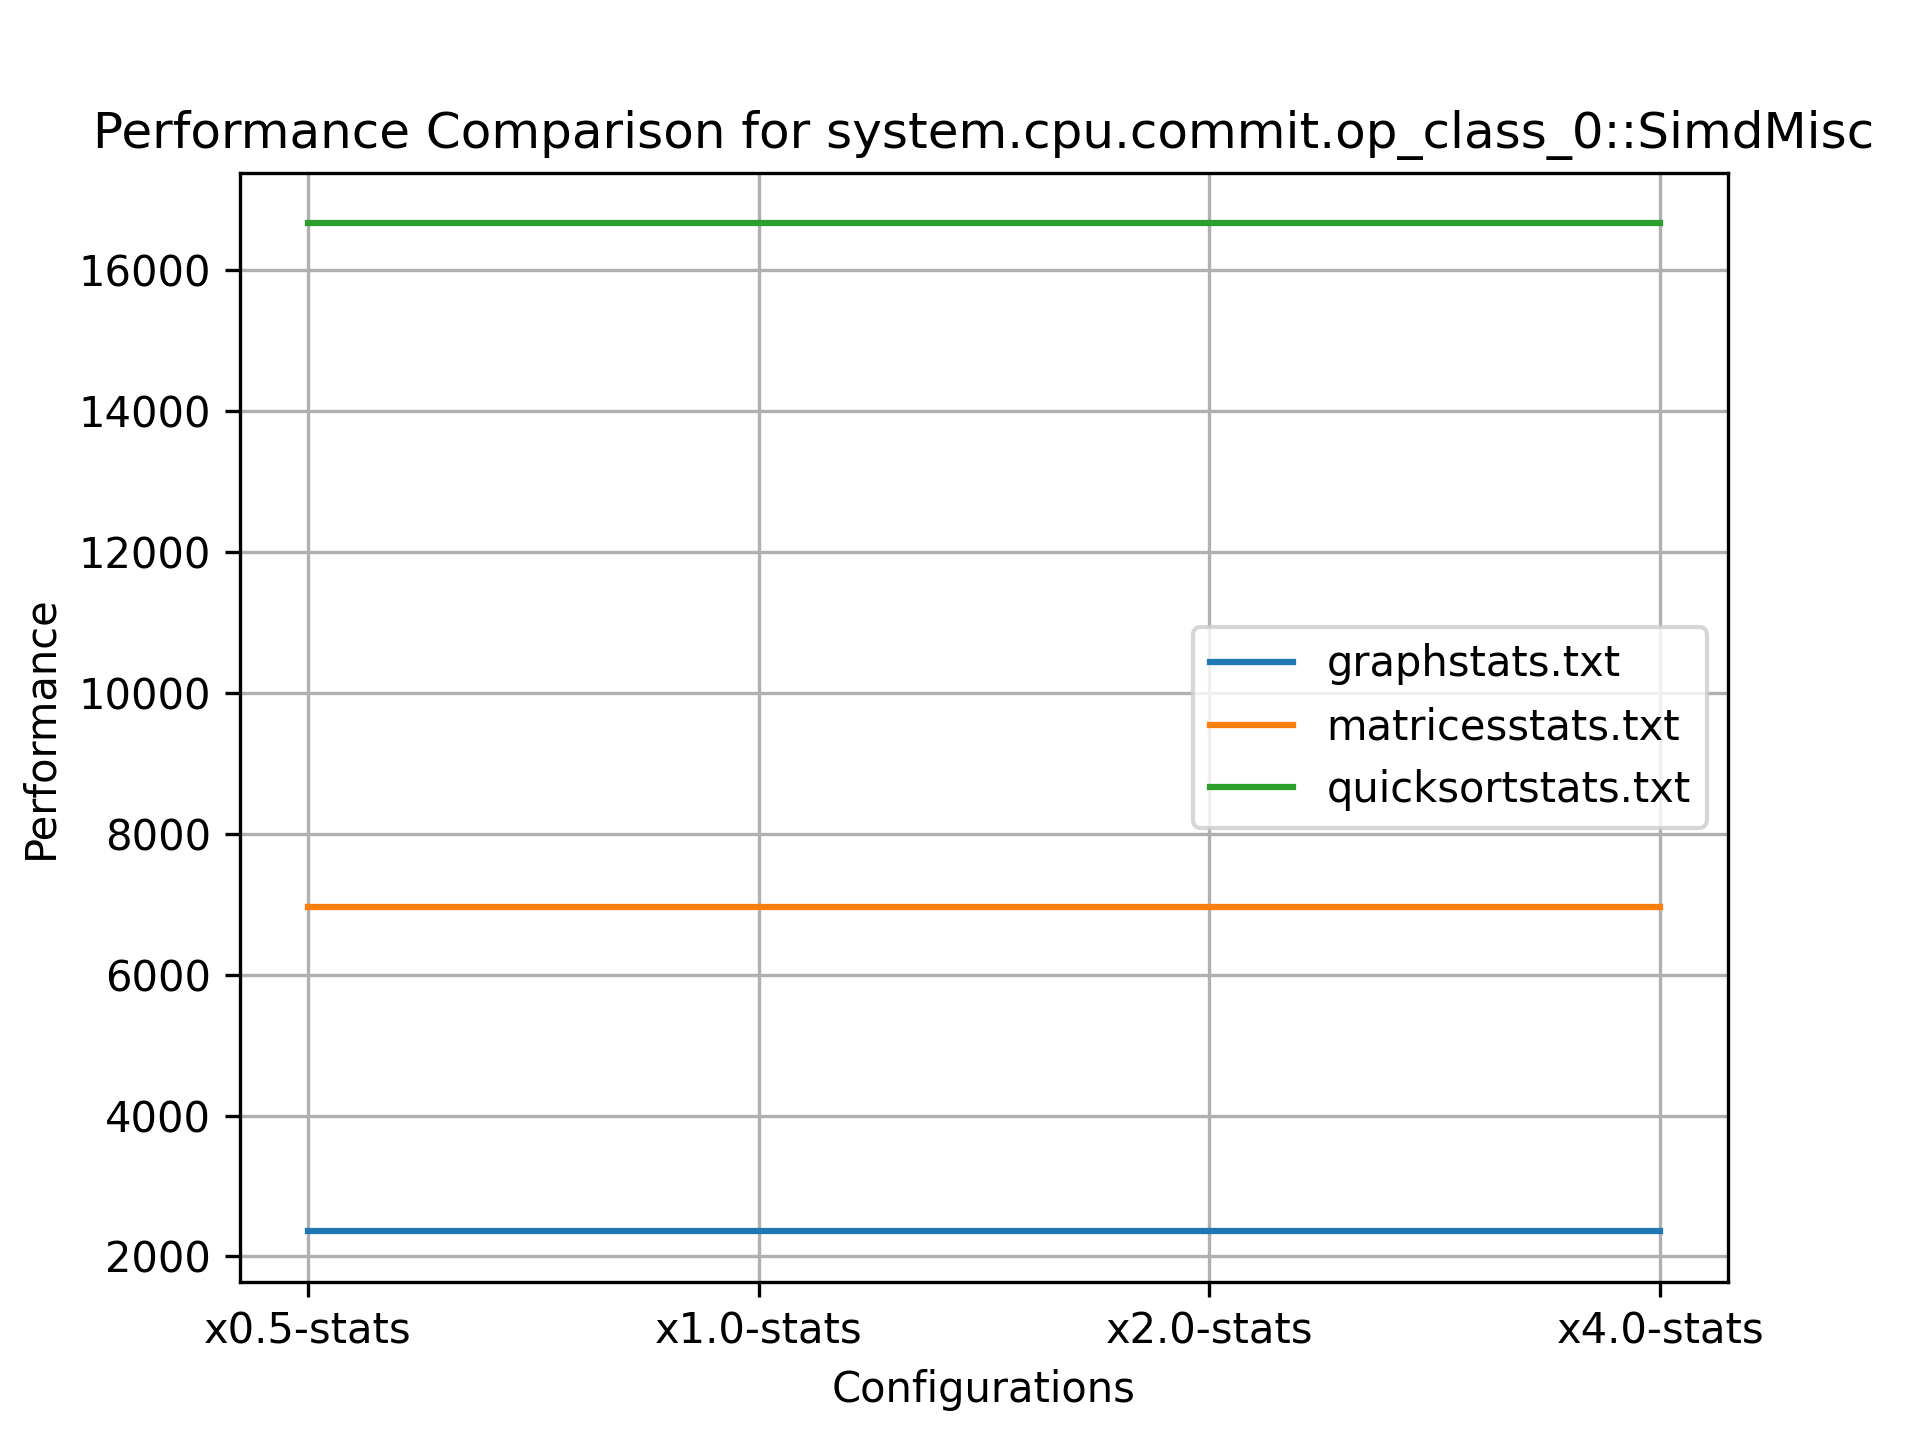 Performance Comparison for system.cpu.commit.op_class_0::SimdMisc
Performance
16000
14000
12000
10000
8000
6000
4000
2000
graphstats.txt
matricesstats.txt
quicksortstats.txt
x0.5-stats
x1.0-stats
x2.0-stats
x4.0-stats
Configurations